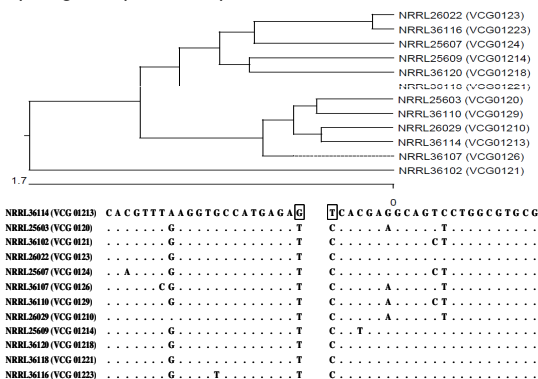 NRRL26022 (VCG0123)
NRRL36116 (VCG01223)
NRRL25607 (VCG0124)
NRRL25609 (VCG01214)
NRRL36120 (VCG01218)
NRRL36118 (VCG01221)
NRRL25603 (VCG0120)
NRRL36110 (VCG0129)
NRRL26029 (VCG01210)
NRRL36114 (VCG01213)
NRRL36107 (VCG0126)
NRRL36102 (VCG0121)
1.7
0
NRRL36114 (VCG 01213) C A C G T T T A A G G T G C C A T G A G A G T C A C G A G G C A G T C C T G G C G T G C G
NRRL25603 (VCG 0120) . . . . . . . G . . . . . . . . . . . . . T C . . . . . A . . . . . T . . . . . . . . . .
NRRL36102 (VCG 0121) . . . . . . . G . . . . . . . . . . . . . T C . . . . . . . . . . C T . . . . . . . . . .
NRRL26022 (VCG 0123) . . . . . . . G . . . . . . . . . . . . . T C . . . . . . . . . . . . . . . . . . . . . .
NRRL25607 (VCG 0124) . . A . . . . G . . . . . . . . . . . . . T C . . . . . . . . . . C T . . . . . . . . . .
NRRL36107 (VCG 0126) . . . . . . C G . . . . . . . . . . . . . T C . . . . . A . . . . . T . . . . . . . . . .
NRRL36110 (VCG 0129) . . . . . . . G . . . . . . . . . . . . . T C . . . . . A . . . . C T . . . . . . . . . .
NRRL26029 (VCG 01210) . . . . . . . . . . . . . . . . . . . . . T C . . . . . A . . . . . T . . . . . . . . . .
NRRL25609 (VCG 01214) . . . . . . . G . . . . . . . . . . . . . T C . . T . . . . . . . . . . . . . . . . . . .
NRRL36120 (VCG 01218) . . . . . . . G . . . . . . . . . . . . . T C . . . . . . . . . . . . . . . . . . . . . .
NRRL36118 (VCG 01221) . . . . . . . G . . . . . . . . . . . . . T C . . . . . . . . . . . . . . . . . . . . . .
NRRL36116 (VCG 01223) . . . . . . . G . . . . T . . . . . . . . T C . . . . . . . . . . . . . . . . . . . . . .